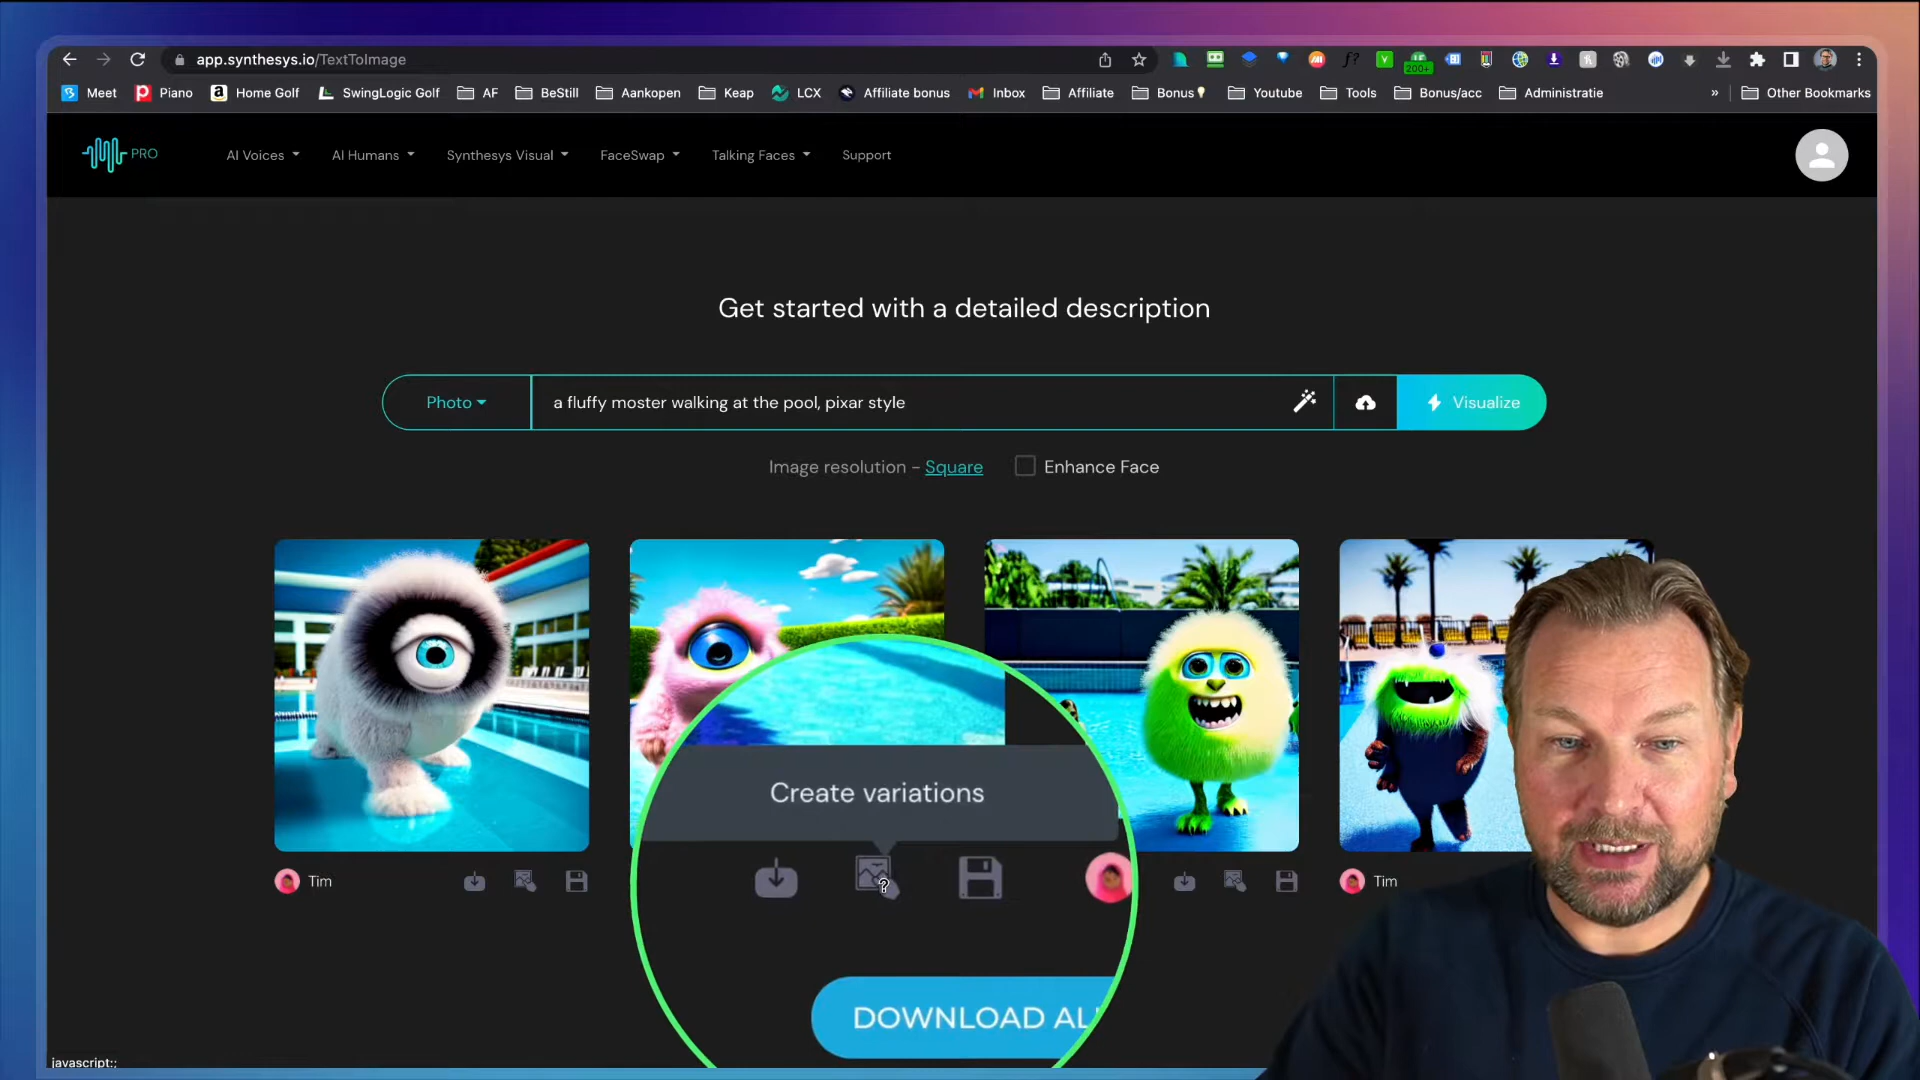 app.synthesys.io/TextToImage
200+
Meet Piano Home Golf SwingLogic Golf AF BeStill Aankopen Keap LCX Affiliate bonus Inbox Affiliate Bonus Youtube Tools Bonus/acc Administratie » Other Bookmarks
PRO AI Voices AI Humans Synthesys Visual FaceSwap Talking Faces Support
Get started with a detailed description
Photo a fluffy moster walking at the pool, pixar style Visualize
Image resolution - Square Enhance Face
Create variations
Tim
Tim
DOWNLOAD AL
javascript:;